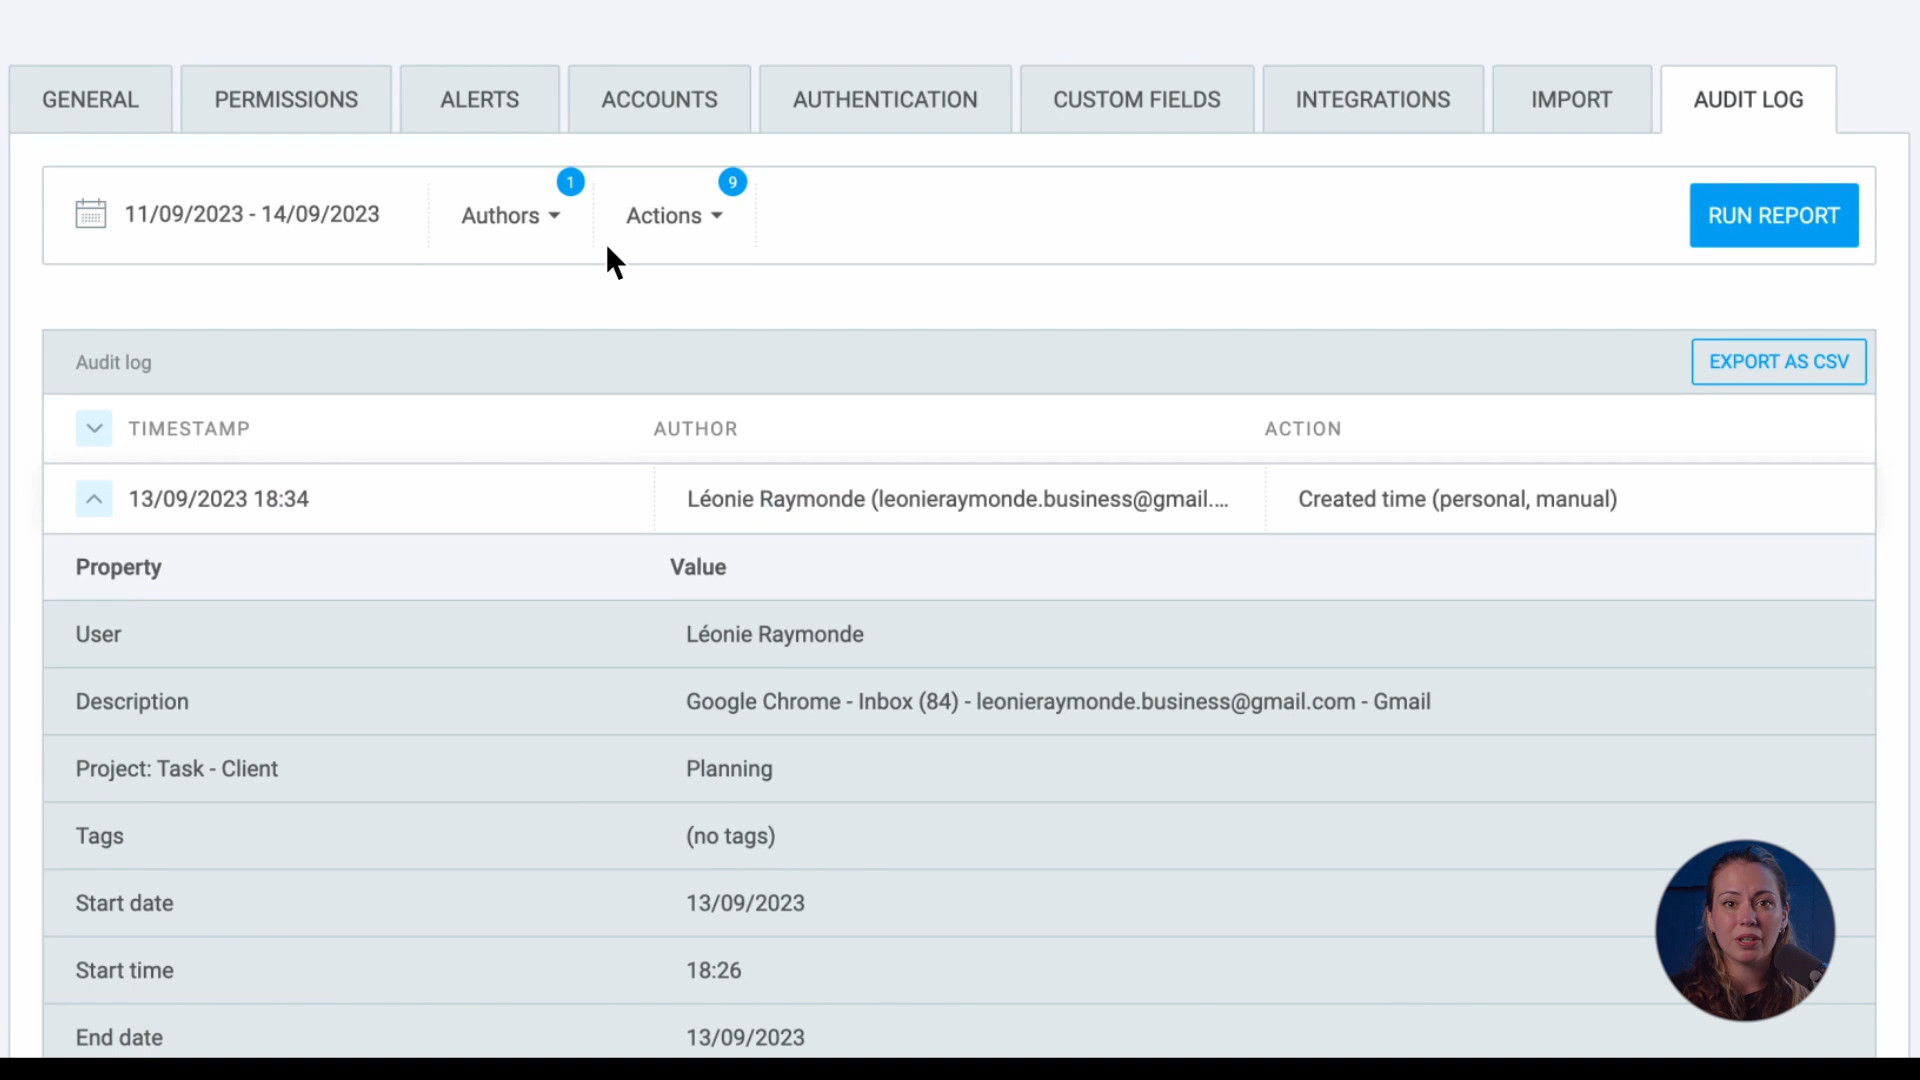 GENERAL PERMISSIONS ALERTS ACCOUNTS AUTHENTICATION CUSTOM FIELDS INTEGRATIONS IMPORT AUDIT LOG
11/09/2023 - 14/09/2023 Authors 1 Actions 9 RUN REPORT
Audit log EXPORT AS CSV
TIMESTAMP AUTHOR ACTION
13/09/2023 18:34 Léonie Raymonde (leonieraymonde.business@gmail.... Created time (personal, manual)
Property Value
User Léonie Raymonde
Description Google Chrome - Inbox (84) - leonieraymonde.business@gmail.com - Gmail
Project: Task - Client Planning
Tags (no tags)
Start date 13/09/2023
Start time 18:26
End date 13/09/2023